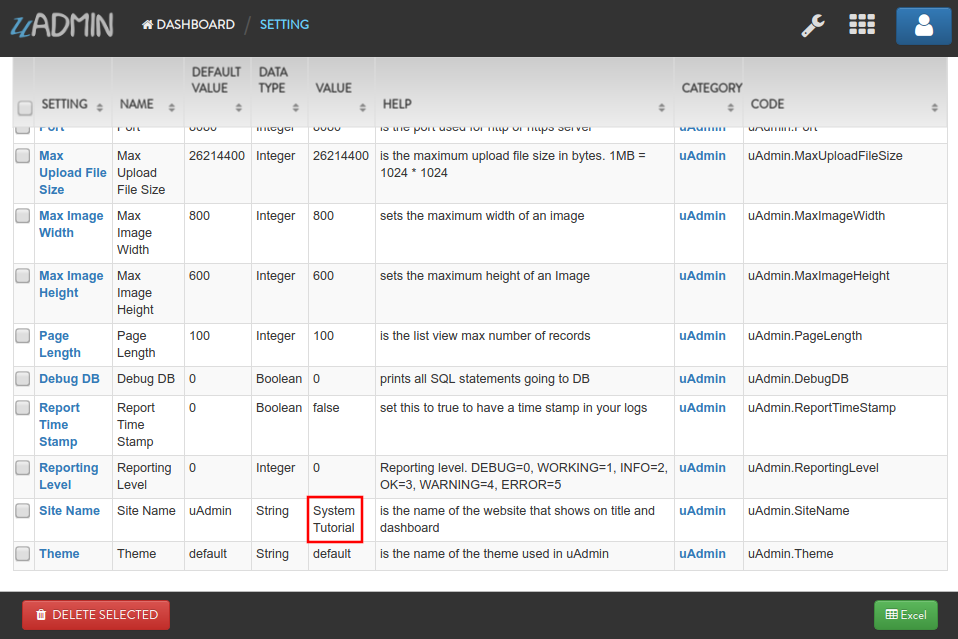 uADMIN DASHBOARD / SETTING
SETTING NAME DEFAULT VALUE DATA TYPE VALUE HELP CATEGORY CODE
Port Port 8080 Integer 8080 is the port used for http or https server uAdmin uAdmin.Port
Max Upload File Size Max Upload File Size 26214400 Integer 26214400 is the maximum upload file size in bytes. 1MB = 1024 * 1024 uAdmin uAdmin.MaxUploadFileSize
Max Image Width Max Image Width 800 Integer 800 sets the maximum width of an image uAdmin uAdmin.MaxImageWidth
Max Image Height Max Image Height 600 Integer 600 sets the maximum height of an Image uAdmin uAdmin.MaxImageHeight
Page Length Page Length 100 Integer 100 is the list view max number of records uAdmin uAdmin.PageLength
Debug DB Debug DB 0 Boolean 0 prints all SQL statements going to DB uAdmin uAdmin.DebugDB
Report Time Stamp Report Time Stamp 0 Boolean false set this to true to have a time stamp in your logs uAdmin uAdmin.ReportTimeStamp
Reporting Level Reporting Level 0 Integer 0 Reporting level. DEBUG=0, WORKING=1, INFO=2, OK=3, WARNING=4, ERROR=5 uAdmin uAdmin.ReportingLevel
Site Name Site Name uAdmin String System Tutorial is the name of the website that shows on title and dashboard uAdmin uAdmin.SiteName
Theme Theme default String default is the name of the theme used in uAdmin uAdmin uAdmin.Theme
DELETE SELECTED Excel